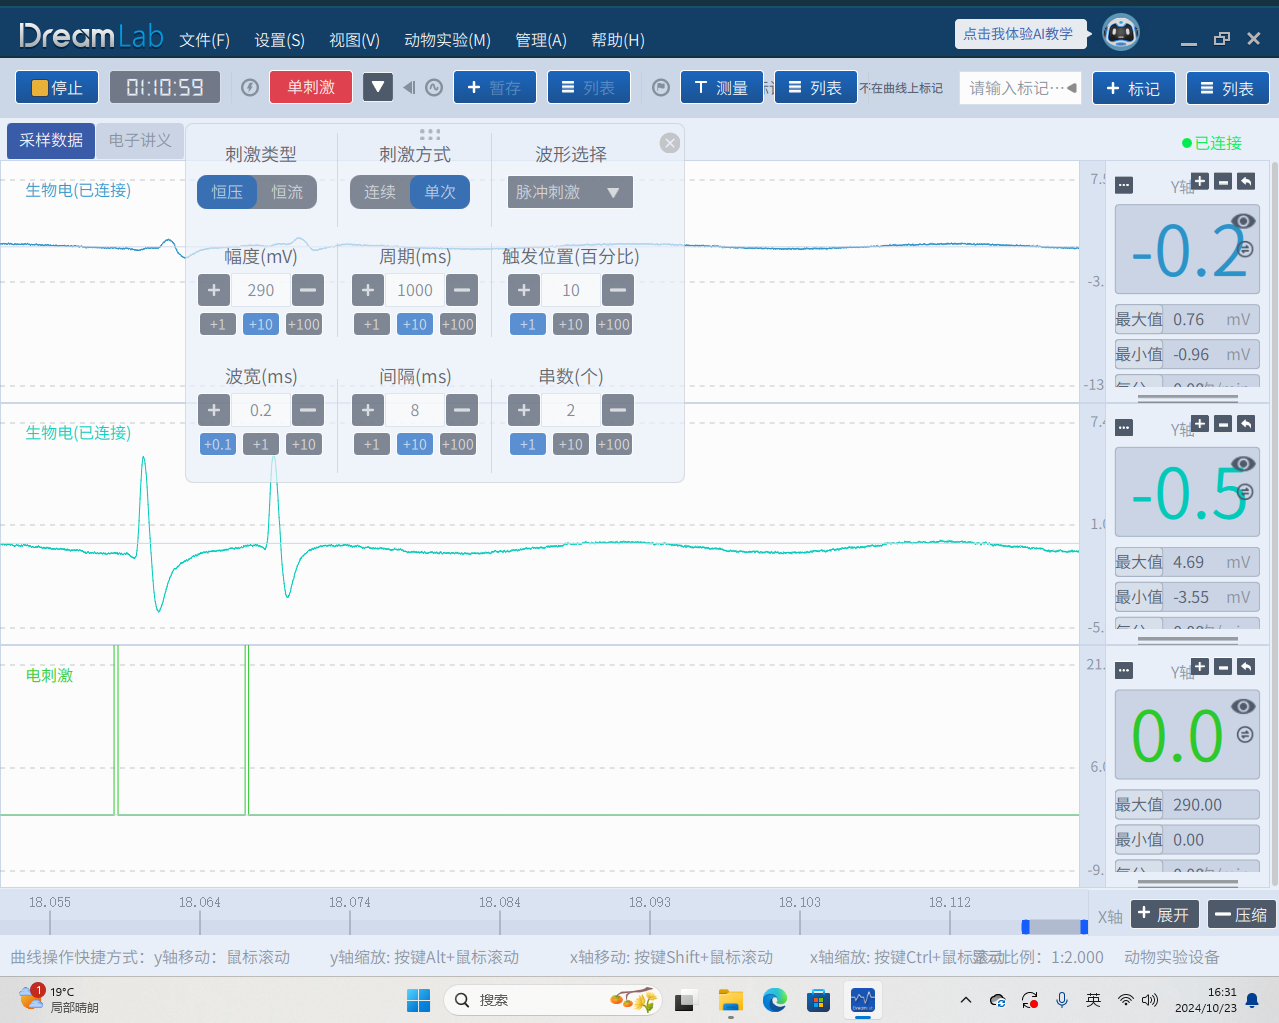 DreamLab 文件(F) 设置(S) 视图(V) 动物实验(M) 管理(A) 帮助(H) 点击我体验AI教学
停止 01:10:59 单刺激 暂存 列表 T 测量 列表 不在曲线上标记 请输入标记··· 标记 列表
采样数据 电子讲义 已连接
刺激类型 刺激方式 波形选择
恒压 恒流 连续 单次 脉冲刺激
幅度(mV) 周期(ms) 触发位置(百分比)
+ 290 − + 1000 − + 10 −
+1 +10 +100 +1 +10 +100 +1 +10 +100
波宽(ms) 间隔(ms) 串数(个)
+ 0.2 − + 8 − + 2 −
+0.1 +1 +10 +1 +10 +100 +1 +10 +100
生物电(已连接)
Y轴
-0.2
最大值 0.76 mV
最小值 -0.96 mV
-3.
-13
生物电(已连接)
7.4
1.0
-5.
Y轴
-0.5
最大值 4.69 mV
最小值 -3.55 mV
电刺激
21.
6.0
-9.
Y轴
0.0
最大值 290.00
最小值 0.00
18.055 18.064 18.074 18.084 18.093 18.103 18.112
X轴 + 展开 − 压缩
曲线操作快捷方式：y轴移动：鼠标滚动 y轴缩放: 按键Alt+鼠标滚动 x轴移动: 按键Shift+鼠标滚动 x轴缩放: 按键Ctrl+鼠标滚动 比例：1:2.000 动物实验设备
1
19°C
局部晴朗
搜索
英
16:31
2024/10/23